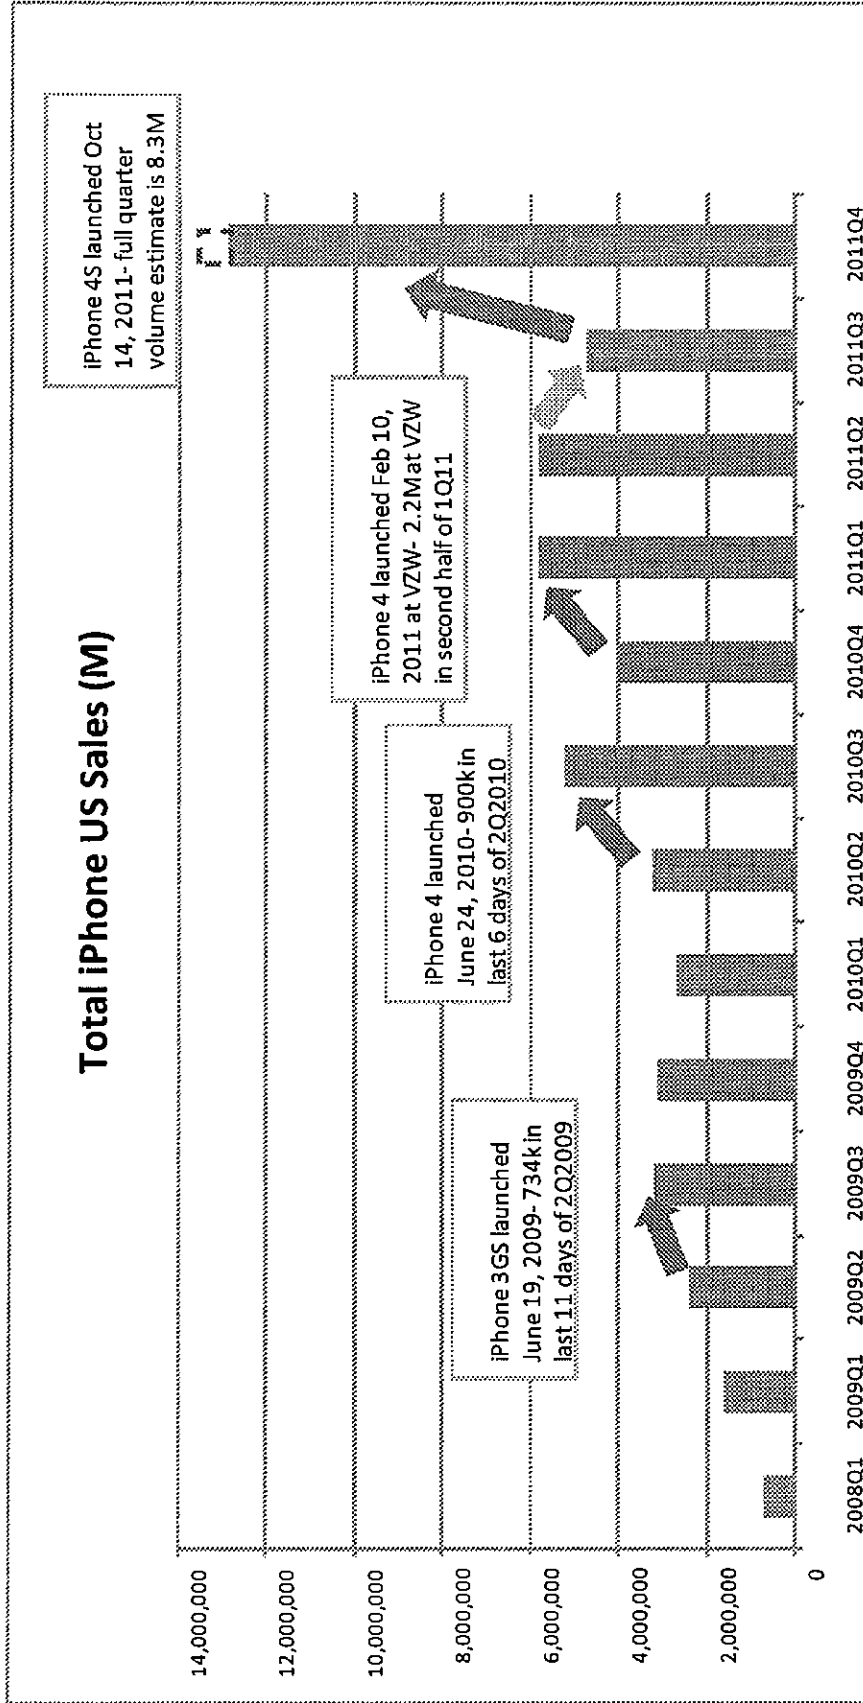 Total iPhone US Sales (M)
iPhone 4S launched Oct
14, 2011- full quarter
volume estimate is 8.3M
iPhone 4 launched Feb 10,
2011 at VZW- 2.2M at VZW
in second half of 1Q11
iPhone 4 launched
June 24, 2010- 900k in
last 6 days of 2Q2010
iPhone 3GS launched
June 19, 2009- 734k in
last 11 days of 2Q2009
14,000,000
12,000,000
10,000,000
8,000,000
6,000,000
4,000,000
2,000,000
0
2008Q1 2009Q1 2009Q2 2009Q3 2009Q4 2010Q1 2010Q2 2010Q3 2010Q4 2011Q1 2011Q2 2011Q3 2011Q4